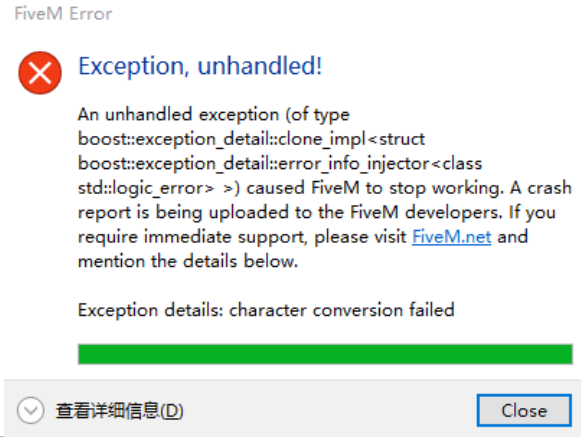 FiveM Error
Exception, unhandled!
An unhandled exception (of type
boost::exception_detail::clone_impl<struct
boost::exception_detail::error_info_injector<class
std::logic_error> >) caused FiveM to stop working. A crash
report is being uploaded to the FiveM developers. If you
require immediate support, please visit FiveM.net and
mention the details below.
Exception details: character conversion failed
查看详细信息(D)
Close